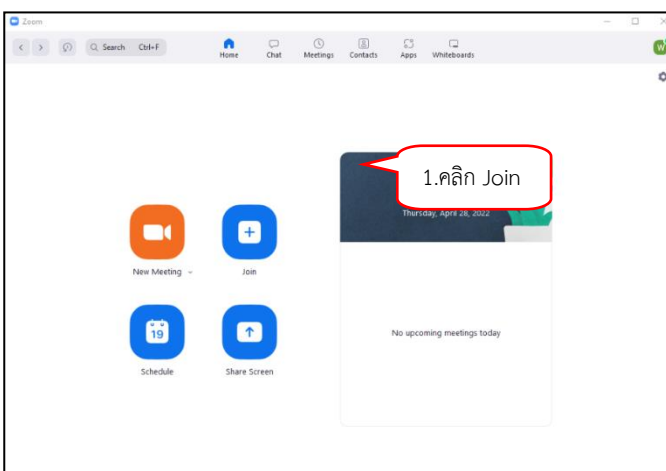 Zoom
Search Ctrl+F
Home
Chat
Meetings
Contacts
Apps
Whiteboards
W
1.คลิก Join
Thursday, April 28, 2022
New Meeting
Join
19
No upcoming meetings today
Schedule
Share Screen